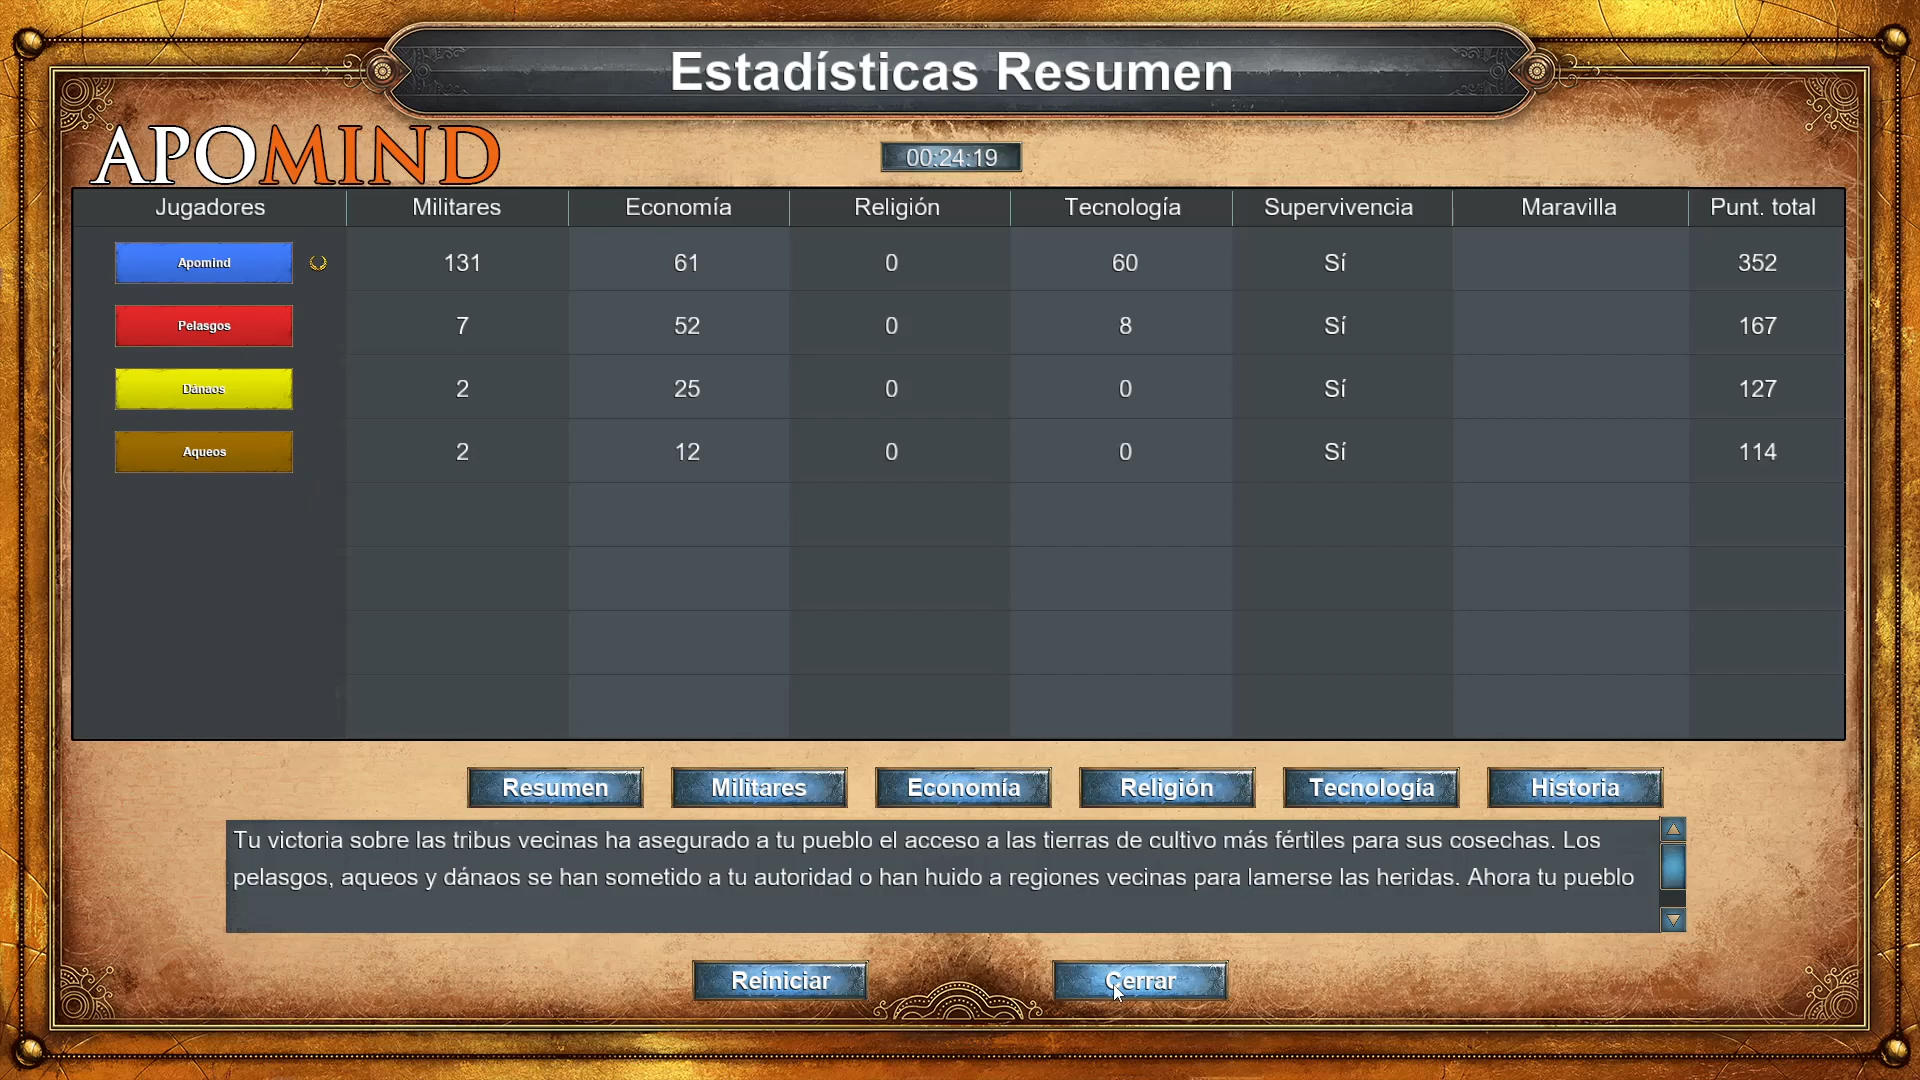 Estadísticas Resumen
APOMIND
00:24:19
Jugadores Militares Economía Religión Tecnología Supervivencia Maravilla Punt. total
Apomind 131 61 0 60 Sí 352
Pelasgos 7 52 0 8 Sí 167
Dánaos 2 25 0 0 Sí 127
Aqueos 2 12 0 0 Sí 114
Resumen Militares Economía Religión Tecnología Historia
Tu victoria sobre las tribus vecinas ha asegurado a tu pueblo el acceso a las tierras de cultivo más fértiles para sus cosechas. Los
pelasgos, aqueos y dánaos se han sometido a tu autoridad o han huido a regiones vecinas para lamerse las heridas. Ahora tu pueblo
Reiniciar Cerrar